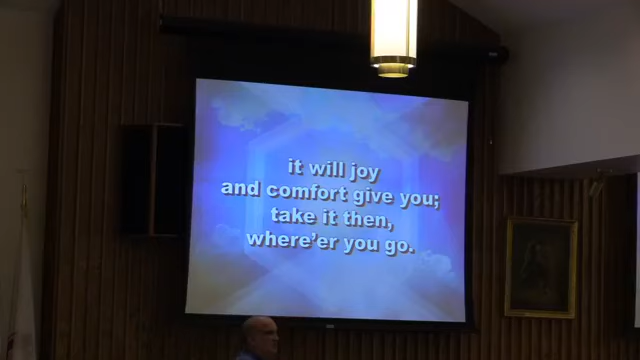 it will joy
and comfort give you;
take it then,
where'er you go.